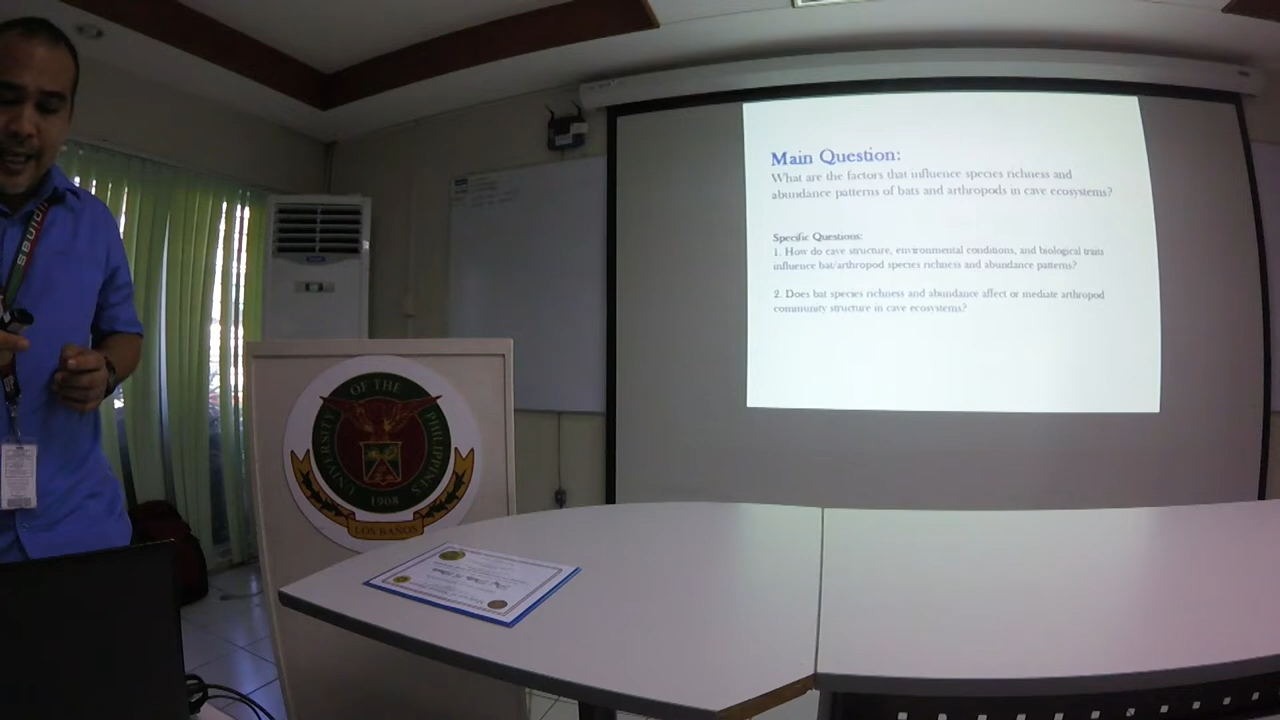 Main Question:
What are the factors that influence species richness and
abundance patterns of bats and arthropods in cave ecosystems?
Specific Questions:
1. How do cave structure, environmental conditions, and biological traits
influence bat/arthropod species richness and abundance patterns?
2. Does bat species richness and abundance affect or mediate arthropod
community structure in cave ecosystems?
UNIVERSITY OF THE PHILIPPINES
1908
LOS BAÑOS